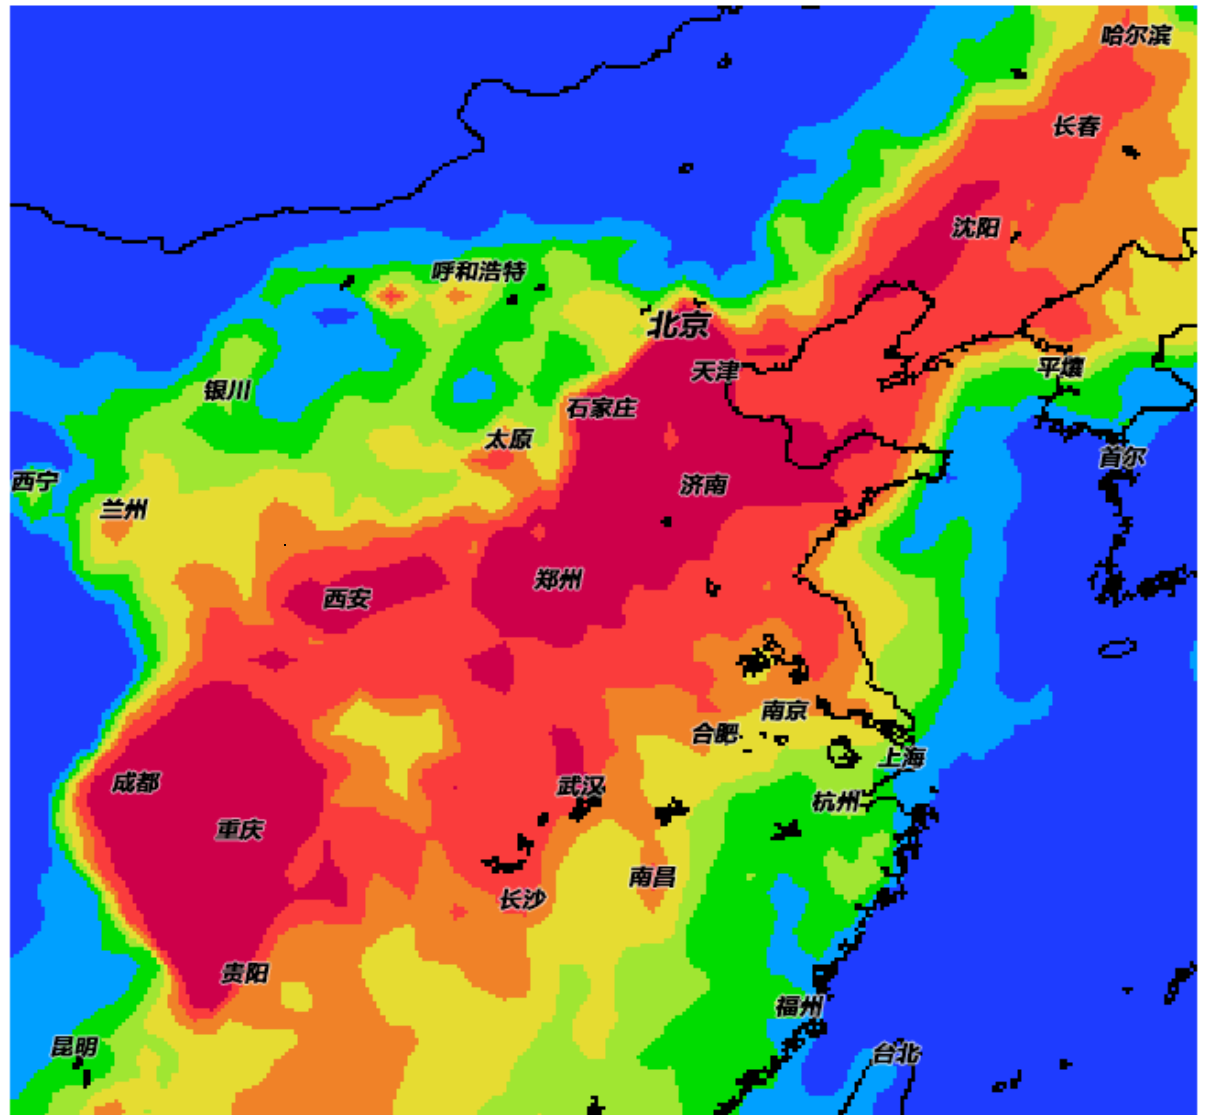 哈尔滨
长春
沈阳
呼和浩特
北京
平壤
天津
银川
石家庄
太原
首尔
西宁
济南
兰州
郑州
西安
南京
合肥
上海
成都
武汉
杭州
重庆
南昌
长沙
贵阳
福州
昆明
台北